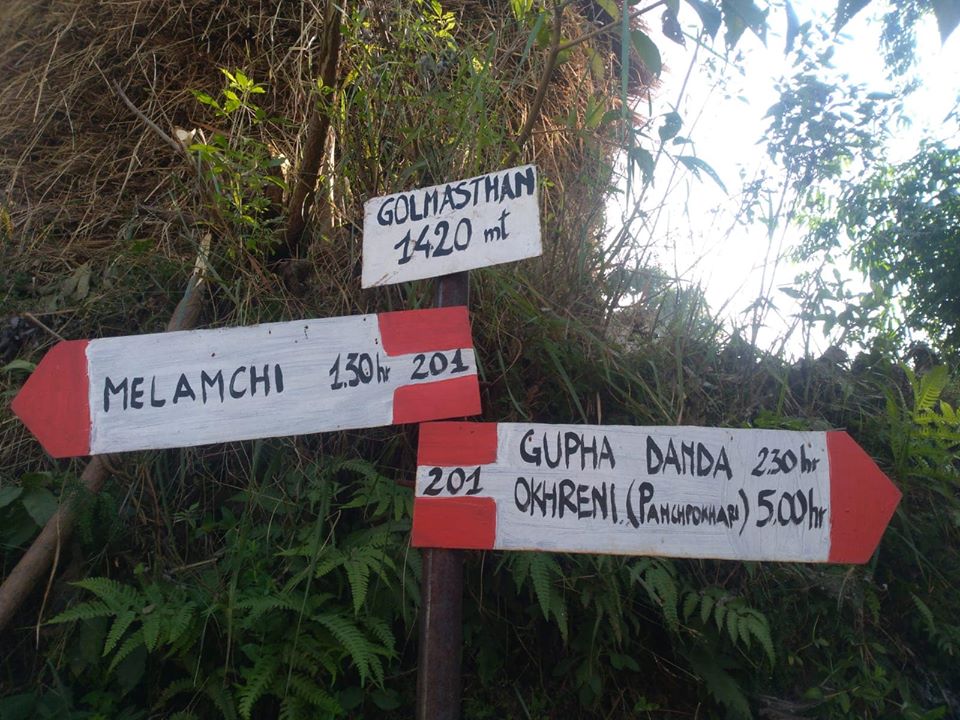 GOLMASTHAN
1420 mt
MELAMCHI 1.30 hr 201
201 GUPHA DANDA 2.30 hr
OKHRENI (PANCHPOKHARI) 5.00 hr